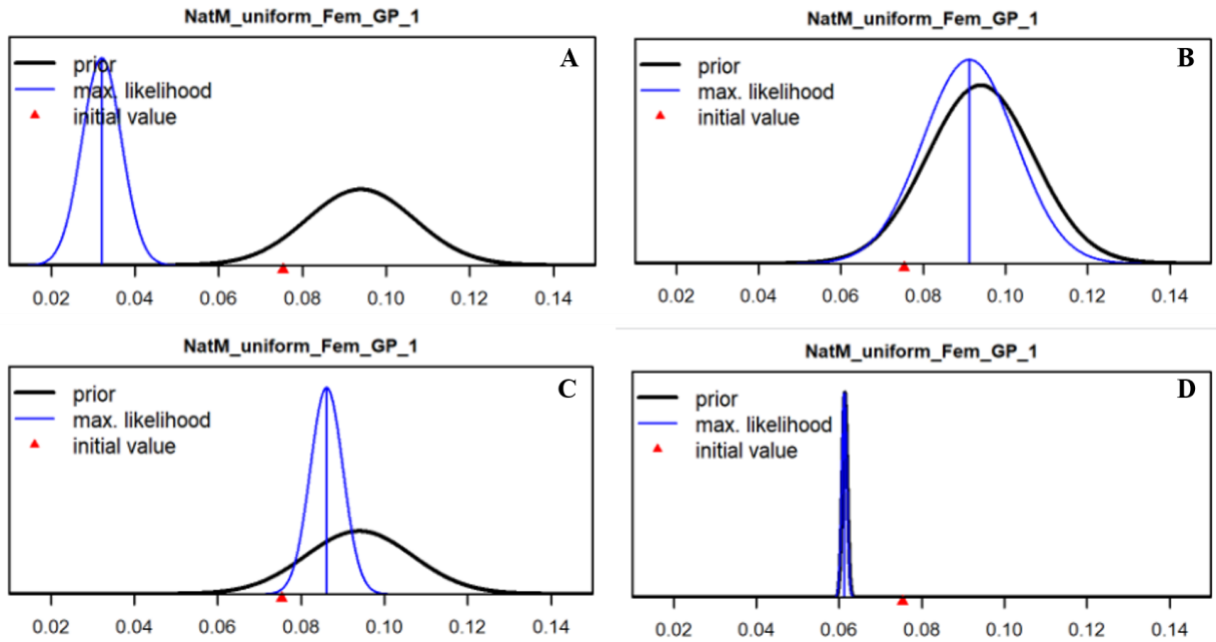 NatM_uniform_Fem_GP_1
A
prior
max. likelihood
initial value
0.02 0.04 0.06 0.08 0.10 0.12 0.14
NatM_uniform_Fem_GP_1
B
prior
max. likelihood
initial value
0.02 0.04 0.06 0.08 0.10 0.12 0.14
NatM_uniform_Fem_GP_1
C
prior
max. likelihood
initial value
0.02 0.04 0.06 0.08 0.10 0.12 0.14
NatM_uniform_Fem_GP_1
D
prior
max. likelihood
initial value
0.02 0.04 0.06 0.08 0.10 0.12 0.14